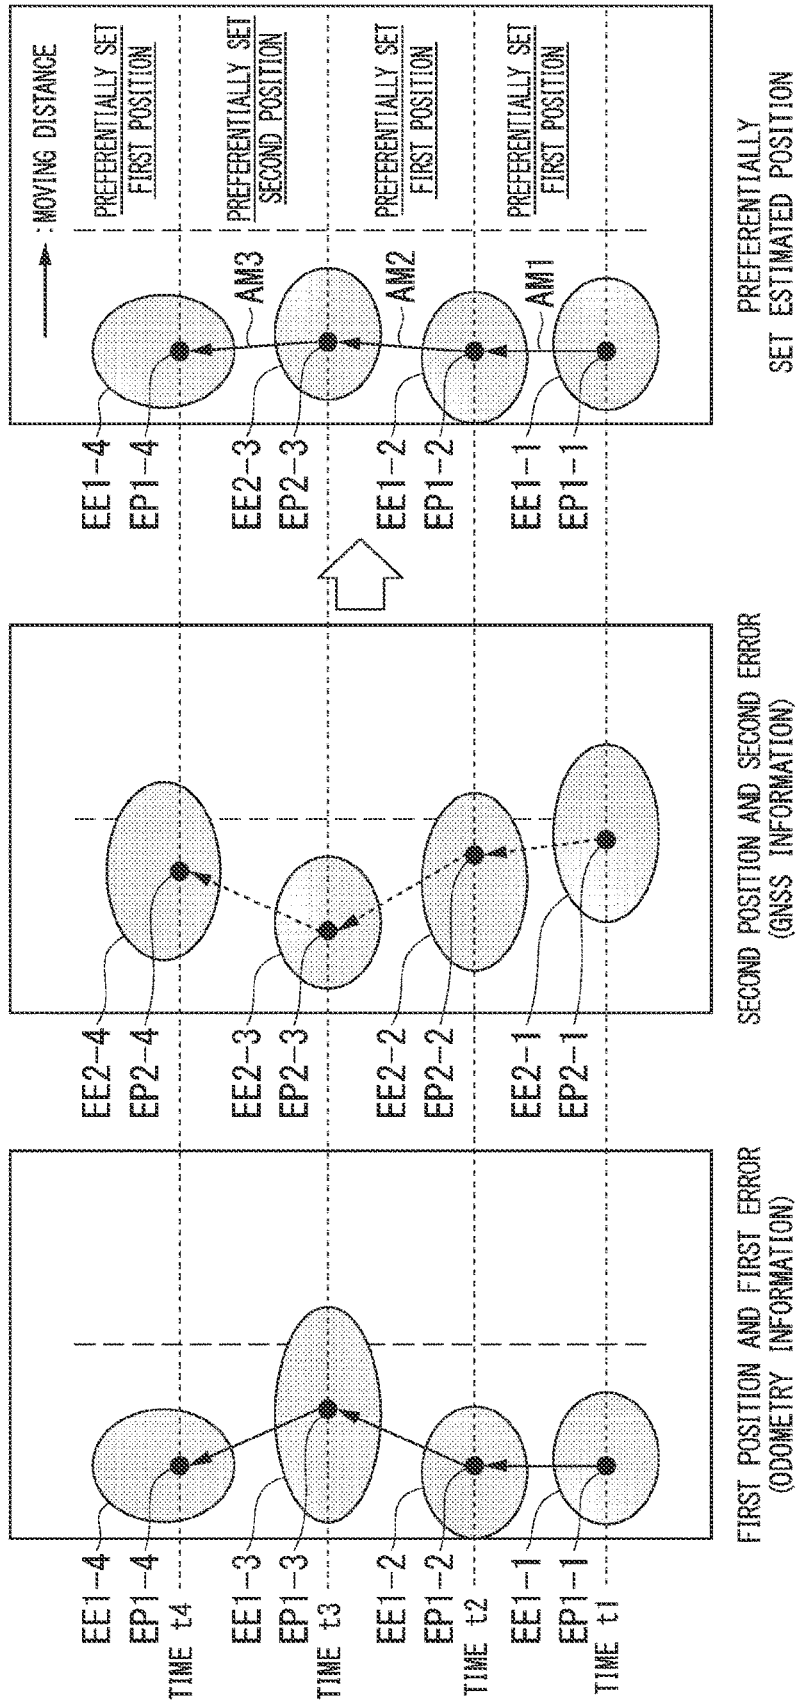 EE1-4
EP1-4
TIME t4
EE1-3
EP1-3
TIME t3
EE1-2
EP1-2
TIME t2
EE1-1
EP1-1
TIME t1
FIRST POSITION AND FIRST ERROR
(ODOMETRY INFORMATION)
EE2-4
EP2-4
EE2-3
EP2-3
EE2-2
EP2-2
EE2-1
EP2-1
SECOND POSITION AND SECOND ERROR
(GNSS INFORMATION)
: MOVING DISTANCE
EE1-4
EP1-4
PREFERENTIALLY SET
FIRST POSITION
AM3
EE2-3
EP2-3
PREFERENTIALLY SET
SECOND POSITION
AM2
EE1-2
EP1-2
PREFERENTIALLY SET
FIRST POSITION
AM1
EE1-1
EP1-1
PREFERENTIALLY SET
FIRST POSITION
PREFERENTIALLY
SET ESTIMATED POSITION